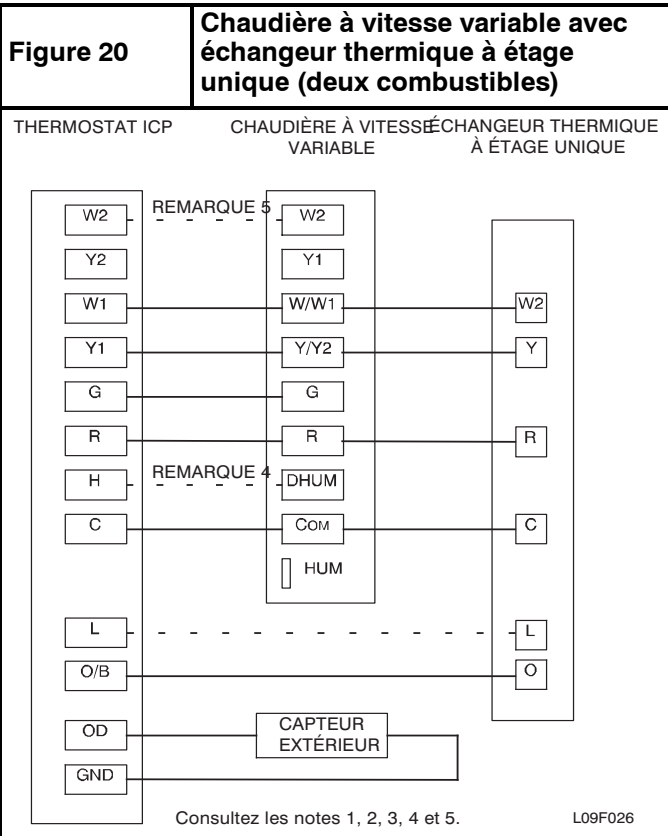 Figure 20
Chaudière à vitesse variable avec
échangeur thermique à étage
unique (deux combustibles)
THERMOSTAT ICP
CHAUDIÈRE À VITESSE
VARIABLE
ÉCHANGEUR THERMIQUE
À ÉTAGE UNIQUE
W2 REMARQUE 5 W2
Y2 Y1
W1 W/W1 W2
Y1 Y/Y2 Y
G G
R R R
H REMARQUE 4 DHUM
C COM C
HUM
L L
O/B O
OD CAPTEUR
EXTÉRIEUR
GND
Consultez les notes 1, 2, 3, 4 et 5. L09F026